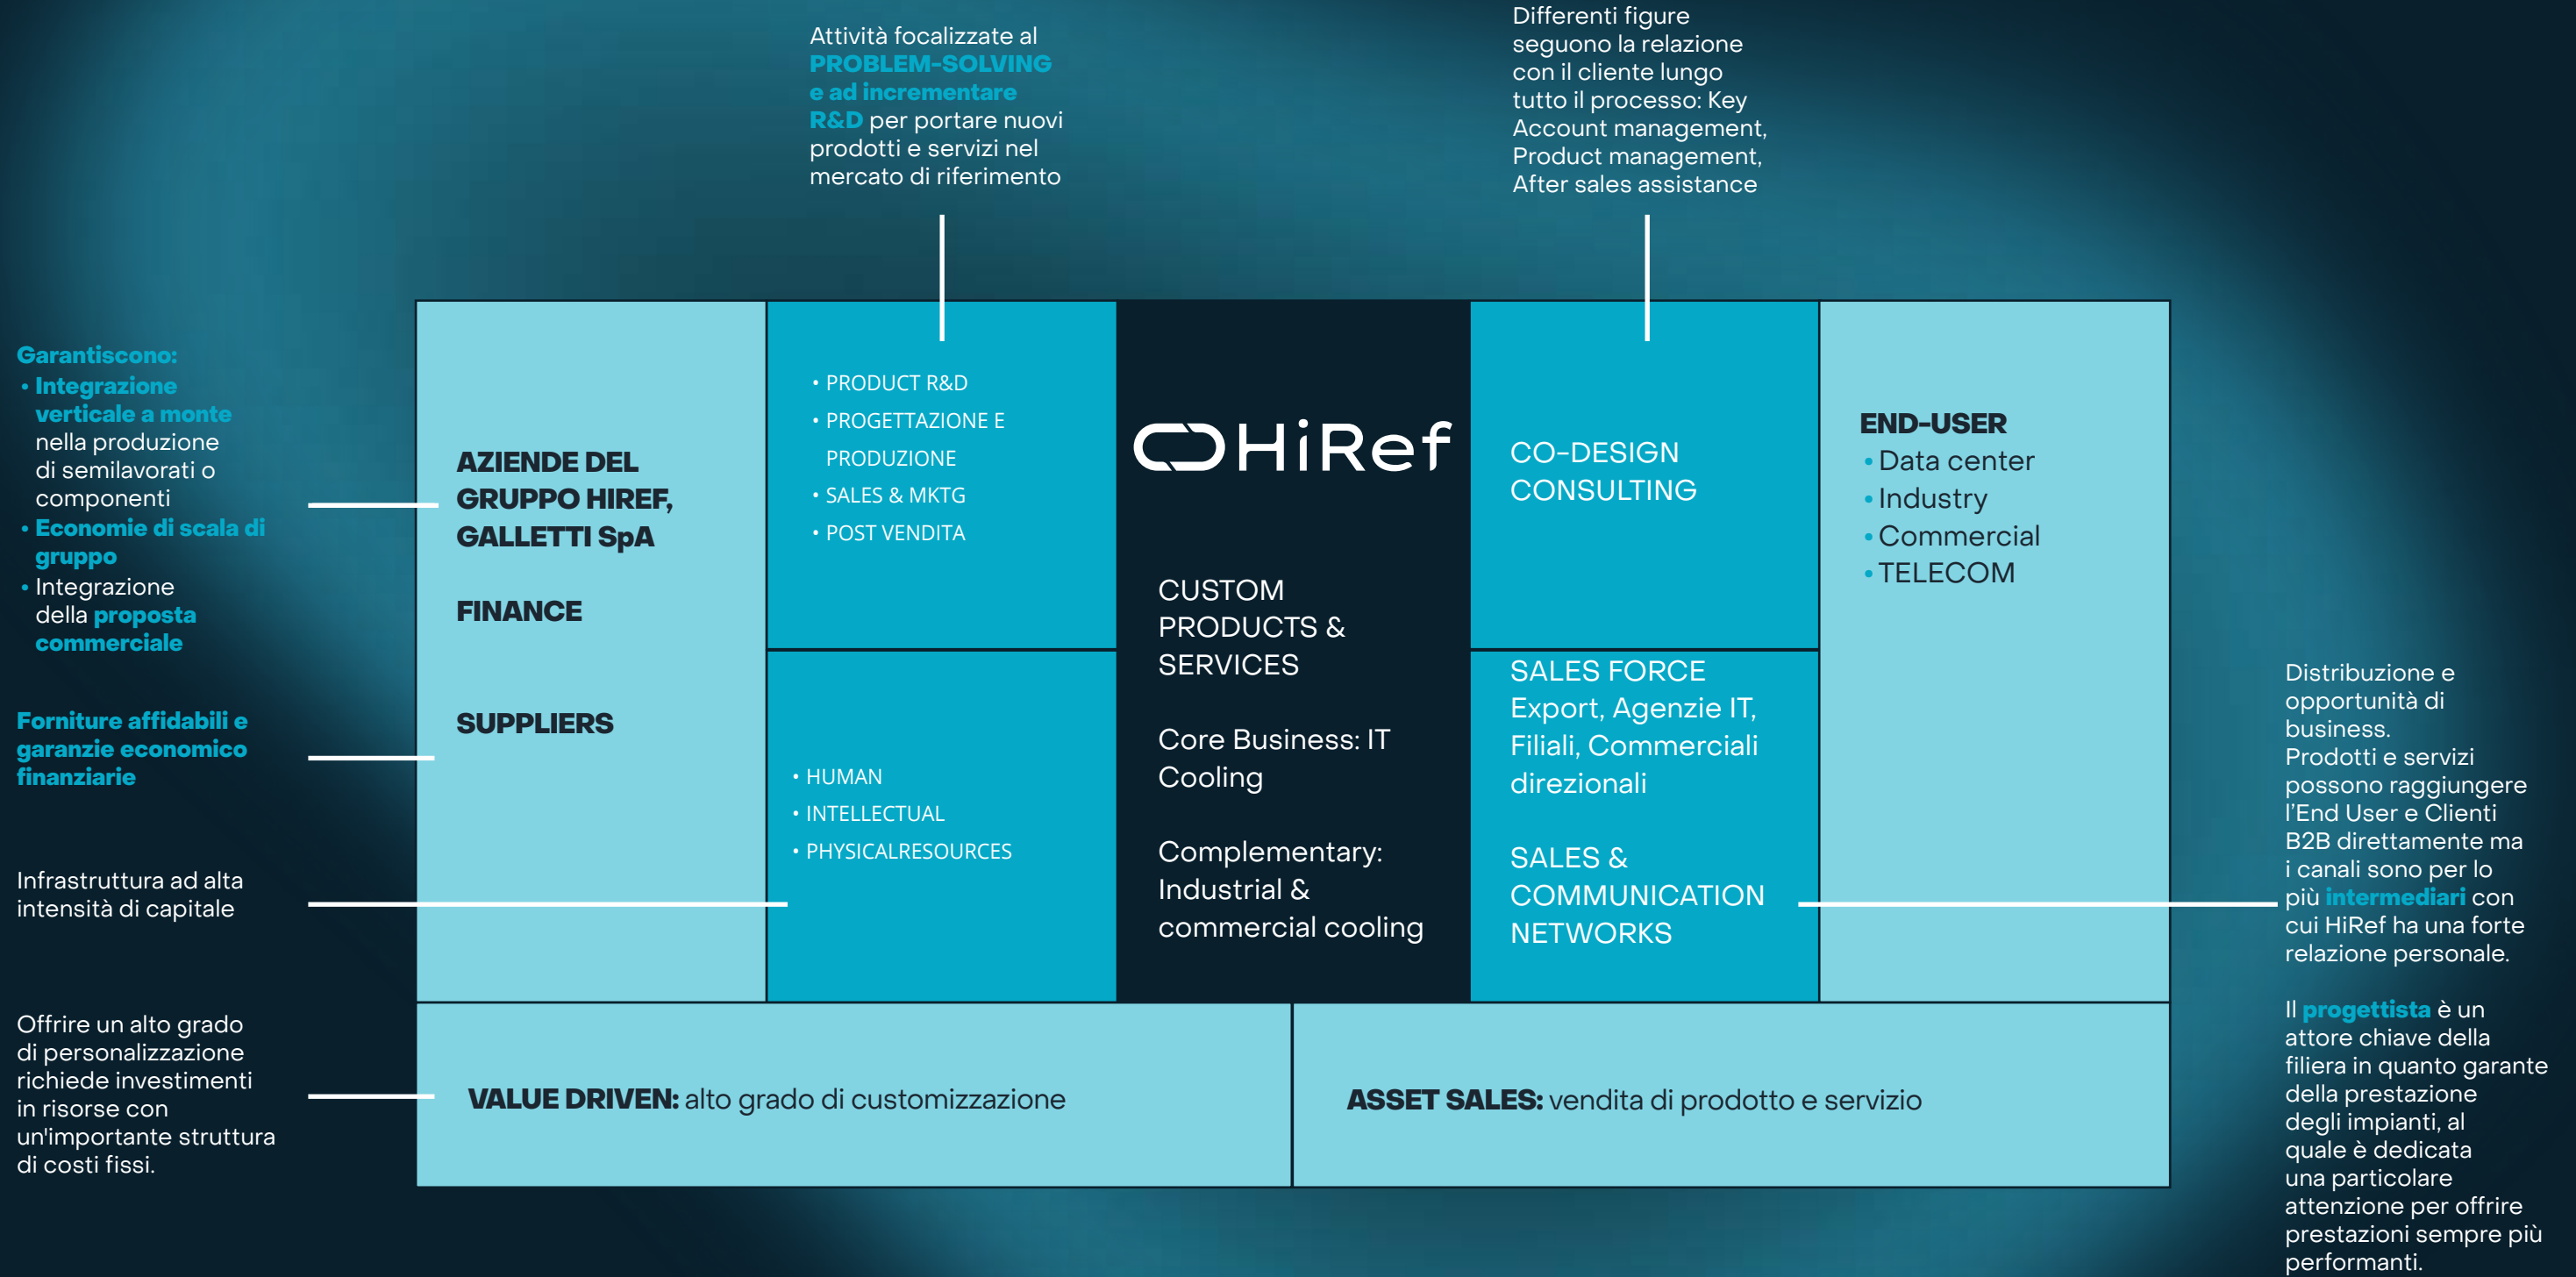 Attività focalizzate al
PROBLEM-SOLVING
e ad incrementare
R&D per portare nuovi
prodotti e servizi nel
mercato di riferimento
Differenti figure
seguono la relazione
con il cliente lungo
tutto il processo: Key
Account management,
Product management,
After sales assistance
Garantiscono:
• Integrazione
verticale a monte
nella produzione
di semilavorati o
componenti
• Economie di scala di
gruppo
• Integrazione
della proposta
commerciale
Forniture affidabili e
garanzie economico
finanziarie
Infrastruttura ad alta
intensità di capitale
Offrire un alto grado
di personalizzazione
richiede investimenti
in risorse con
un'importante struttura
di costi fissi.
AZIENDE DEL
GRUPPO HIREF,
GALLETTI SpA
FINANCE
SUPPLIERS
• PRODUCT R&D
• PROGETTAZIONE E
PRODUZIONE
• SALES & MKTG
• POST VENDITA
• HUMAN
• INTELLECTUAL
• PHYSICALRESOURCES
HiRef
CUSTOM
PRODUCTS &
SERVICES
Core Business: IT
Cooling
Complementary:
Industrial &
commercial cooling
CO-DESIGN
CONSULTING
SALES FORCE
Export, Agenzie IT,
Filiali, Commerciali
direzionali
SALES &
COMMUNICATION
NETWORKS
END-USER
• Data center
• Industry
• Commercial
• TELECOM
VALUE DRIVEN: alto grado di customizzazione
ASSET SALES: vendita di prodotto e servizio
Distribuzione e
opportunità di
business.
Prodotti e servizi
possono raggiungere
l’End User e Clienti
B2B direttamente ma
i canali sono per lo
più intermediari con
cui HiRef ha una forte
relazione personale.
Il progettista è un
attore chiave della
filiera in quanto garante
della prestazione
degli impianti, al
quale è dedicata
una particolare
attenzione per offrire
prestazioni sempre più
performanti.